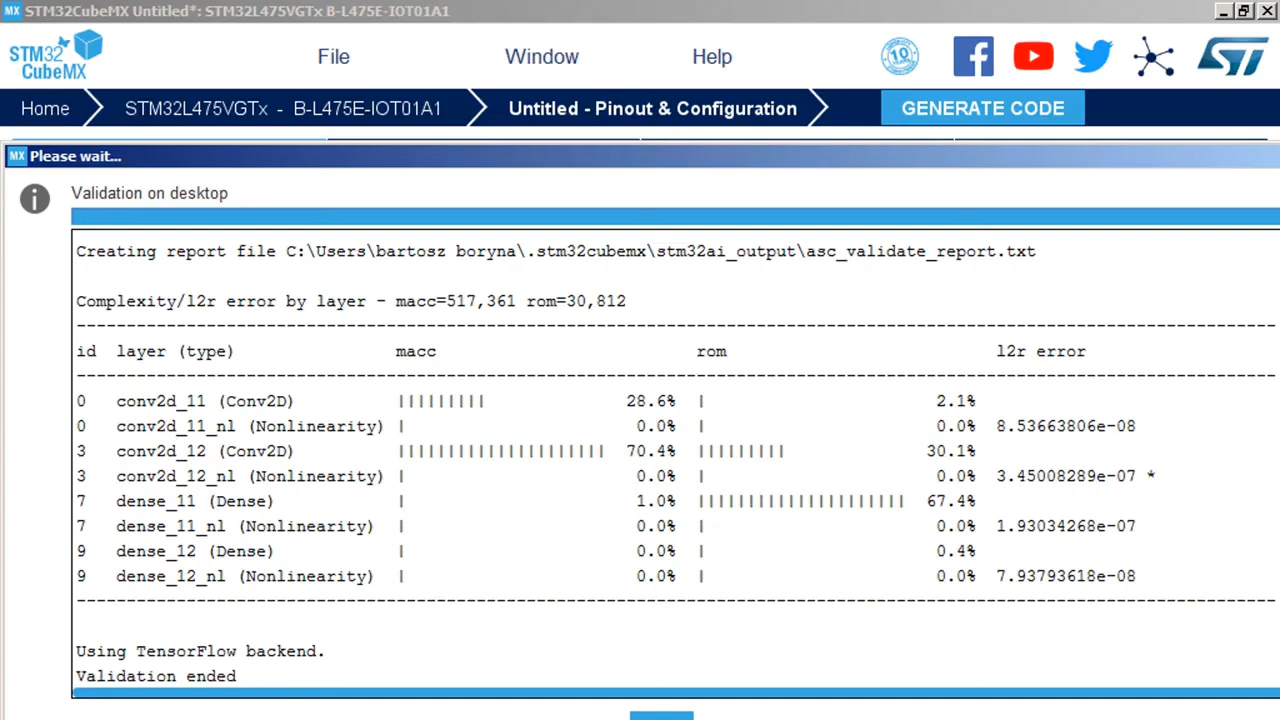 MX STM32CubeMX Untitled*: STM32L475VGTx B-L475E-IOT01A1
STM32 CubeMX
File Window Help
10
Home STM32L475VGTx - B-L475E-IOT01A1 Untitled - Pinout & Configuration GENERATE CODE
MX Please wait...
Validation on desktop
Creating report file C:\Users\bartosz boryna\.stm32cubemx\stm32ai_output\asc_validate_report.txt
Complexity/l2r error by layer - macc=517,361 rom=30,812
--------------------------------------------------------------------------------
id layer (type) macc rom l2r error
--------------------------------------------------------------------------------
0 conv2d_11 (Conv2D) ||||||||| 28.6% | 2.1%
0 conv2d_11_nl (Nonlinearity) | 0.0% | 0.0% 8.53663806e-08
3 conv2d_12 (Conv2D) ||||||||||||||||||||| 70.4% ||||||||| 30.1%
3 conv2d_12_nl (Nonlinearity) | 0.0% | 0.0% 3.45008289e-07 *
7 dense_11 (Dense) | 1.0% ||||||||||||||||||||| 67.4%
7 dense_11_nl (Nonlinearity) | 0.0% | 0.0% 1.93034268e-07
9 dense_12 (Dense) | 0.0% | 0.4%
9 dense_12_nl (Nonlinearity) | 0.0% | 0.0% 7.93793618e-08
--------------------------------------------------------------------------------
Using TensorFlow backend.
Validation ended